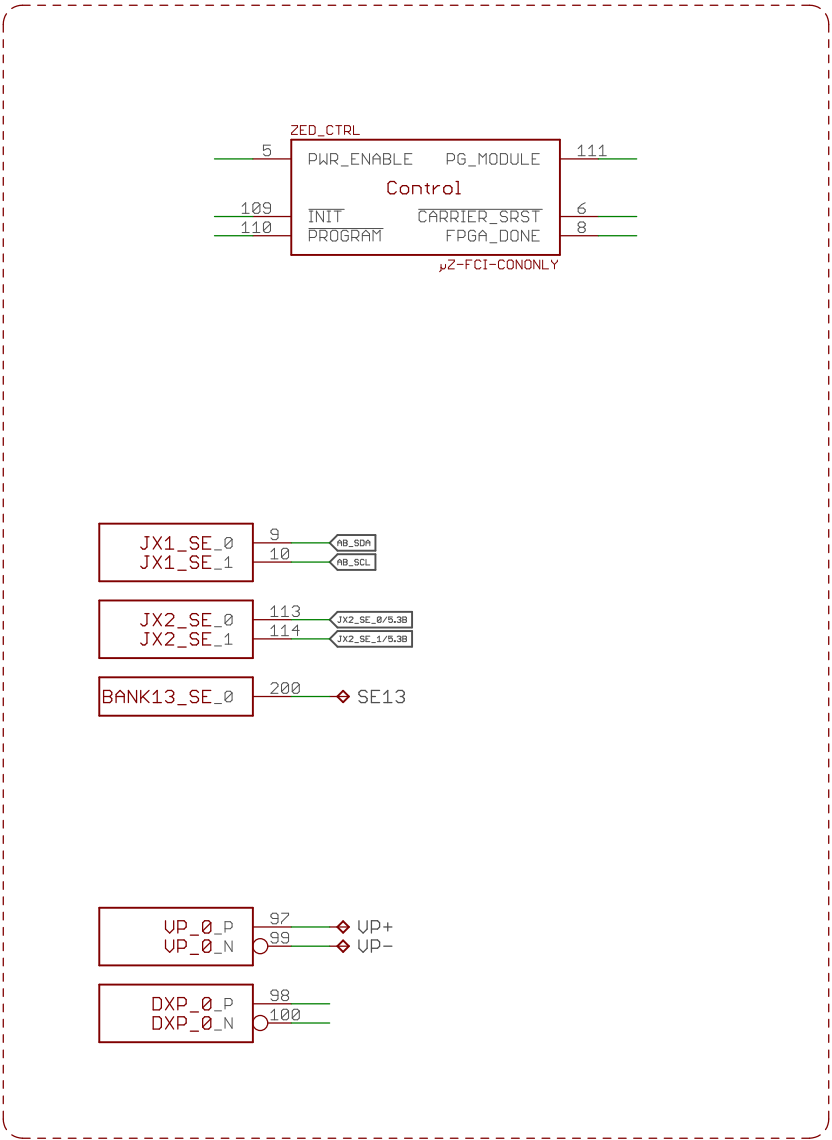 ZED_CTRL
5 PWR_ENABLE PG_MODULE 111
Control
109 INIT CARRIER_SRST 6
110 PROGRAM FPGA_DONE 8
µZ-FCI-CONONLY
JX1_SE_0 9 AB_SDA
JX1_SE_1 10 AB_SCL
JX2_SE_0 113 JX2_SE_0/5.3B
JX2_SE_1 114 JX2_SE_1/5.3B
BANK13_SE_0 200 SE13
VP_0_P 97 VP+
VP_0_N 99 VP-
DXP_0_P 98
DXP_0_N 100